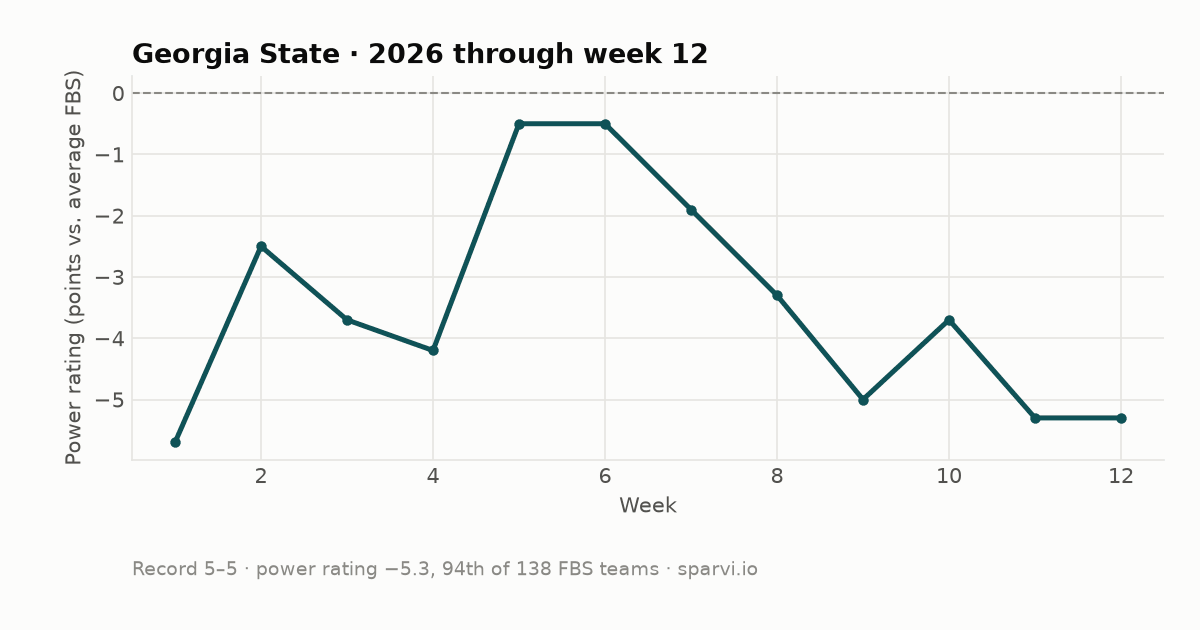 Georgia State · 2026 through week 12
Power rating (points vs. average FBS)
0
−1
−2
−3
−4
−5
2 4 6 8 10 12
Week
Record 5–5 · power rating −5.3, 94th of 138 FBS teams · sparvi.io